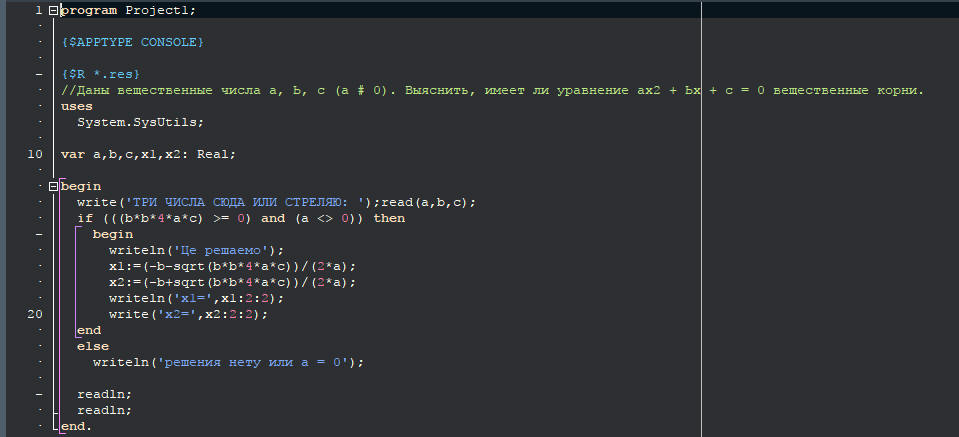 1 program Project1;
{$APPTYPE CONSOLE}
{$R *.res}
//Даны вещественные числа а, Ь, с (а # 0). Выяснить, имеет ли уравнение ах2 + Ьх + с = 0 вещественные корни.
uses
System.SysUtils;
10 var a,b,c,x1,x2: Real;
begin
write('ТРИ ЧИСЛА СЮДА ИЛИ СТРЕЛЯЮ: ');read(a,b,c);
if (((b*b*4*a*c) >= 0) and (a <> 0)) then
begin
writeln('Це решаемо');
x1:=(-b-sqrt(b*b*4*a*c))/(2*a);
x2:=(-b+sqrt(b*b*4*a*c))/(2*a);
writeln('x1=',x1:2:2);
20 write('x2=',x2:2:2);
end
else
writeln('решения нету или а = 0');
readln;
readln;
end.